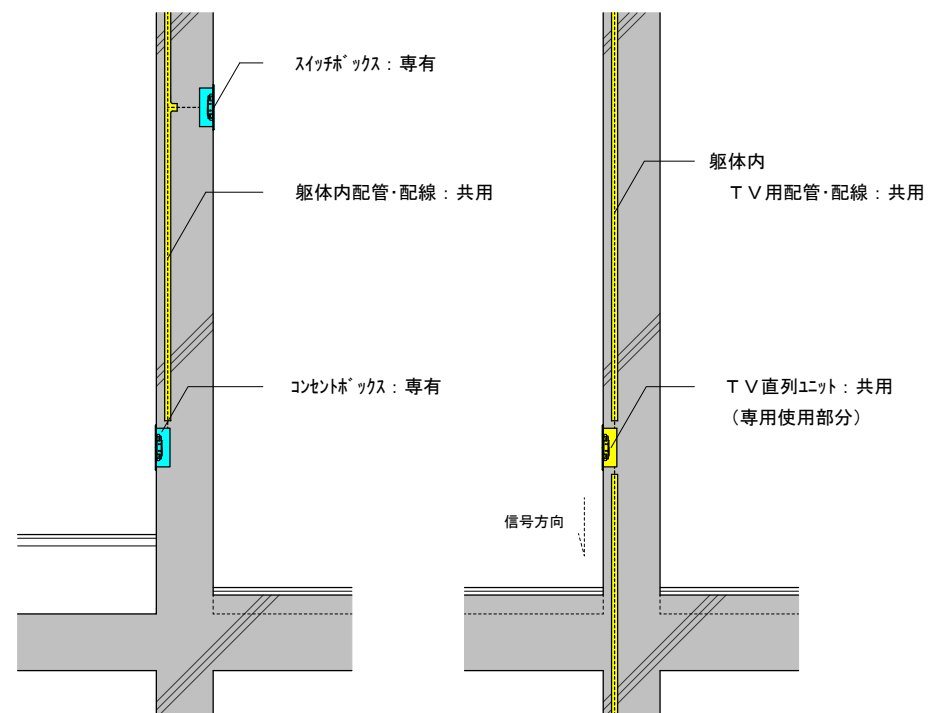 ｽｲｯﾁﾎﾞｯｸｽ：専有
躯体内配管･配線：共用
ｺﾝｾﾝﾄﾎﾞｯｸｽ：専有
躯体内
ＴＶ用配管･配線：共用
ＴＶ直列ﾕﾆｯﾄ：共用
（専用使用部分）
信号方向